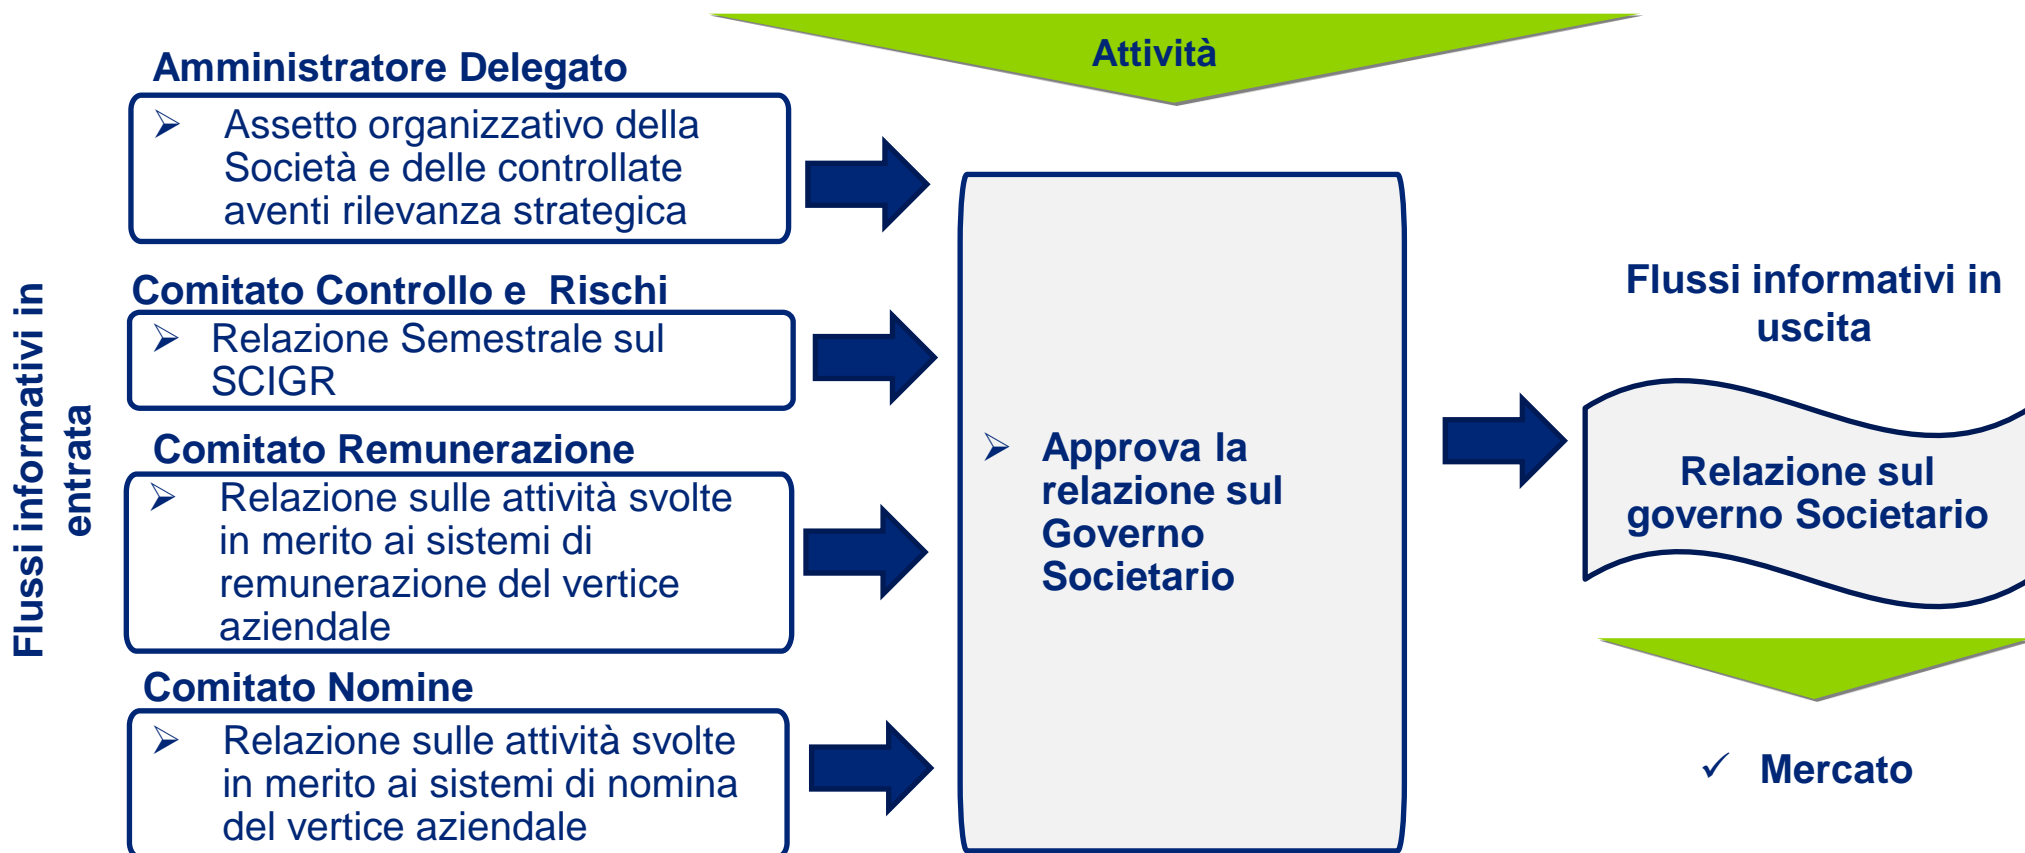 Attività
Flussi informativi in
entrata
Amministratore Delegato
➢ Assetto organizzativo della
Società e delle controllate
aventi rilevanza strategica
Comitato Controllo e Rischi
➢ Relazione Semestrale sul
SCIGR
Comitato Remunerazione
➢ Relazione sulle attività svolte
in merito ai sistemi di
remunerazione del vertice
aziendale
Comitato Nomine
➢ Relazione sulle attività svolte
in merito ai sistemi di nomina
del vertice aziendale
➢ Approva la
relazione sul
Governo
Societario
Flussi informativi in
uscita
Relazione sul
governo Societario
✓ Mercato